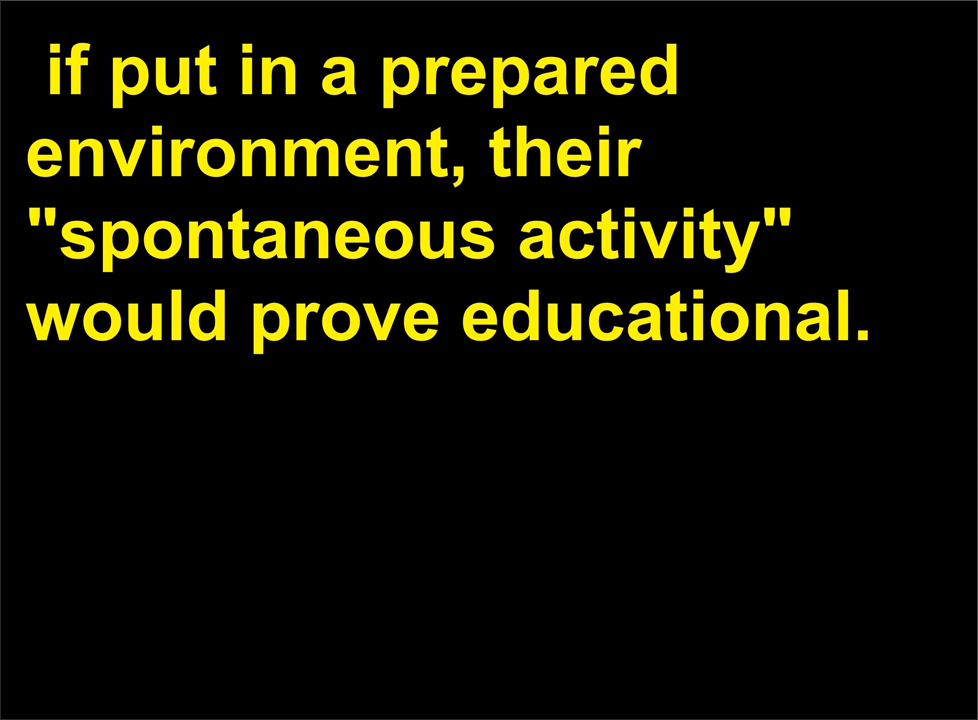 if put in a prepared
environment, their
"spontaneous activity"
would prove educational.